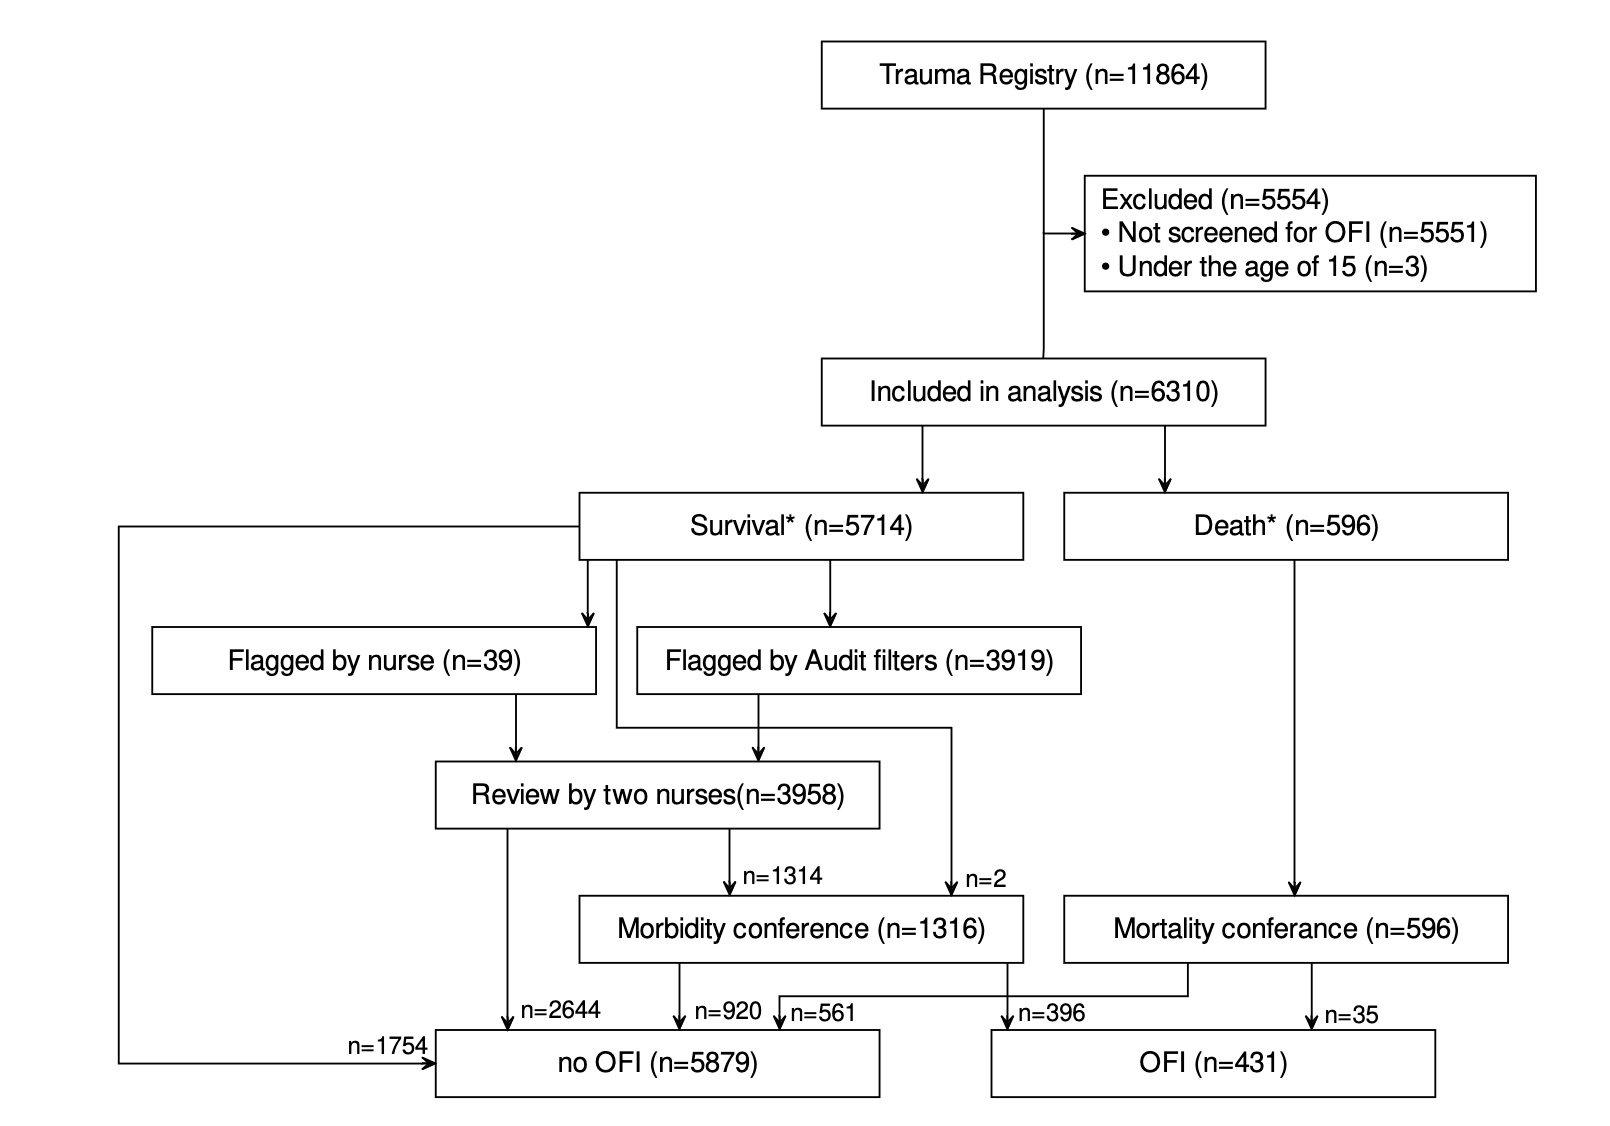 Trauma Registry (n=11864)
Excluded (n=5554)
• Not screened for OFI (n=5551)
• Under the age of 15 (n=3)
Included in analysis (n=6310)
Survival* (n=5714)
Death* (n=596)
Flagged by nurse (n=39)
Flagged by Audit filters (n=3919)
Review by two nurses(n=3958)
n=1314
n=2
Morbidity conference (n=1316)
Mortality conferance (n=596)
n=2644
n=920
n=561
n=396
n=35
n=1754
no OFI (n=5879)
OFI (n=431)